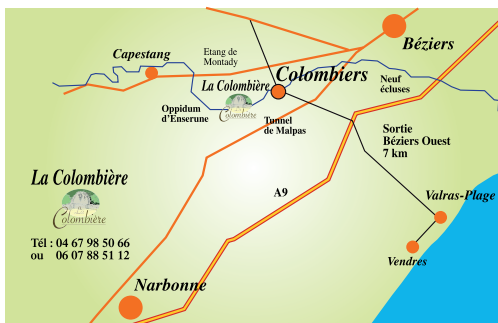 Béziers
Capestang
Etang de
Montady
La Colombière
Colombiers
Neuf
écluses
Oppidum
d'Enserune
Tunnel
de Malpas
Sortie
Béziers Ouest
7 km
La Colombière
La
Colombière
A9
Valras-Plage
Tél : 04 67 98 50 66
ou 06 07 88 51 12
Vendres
Narbonne